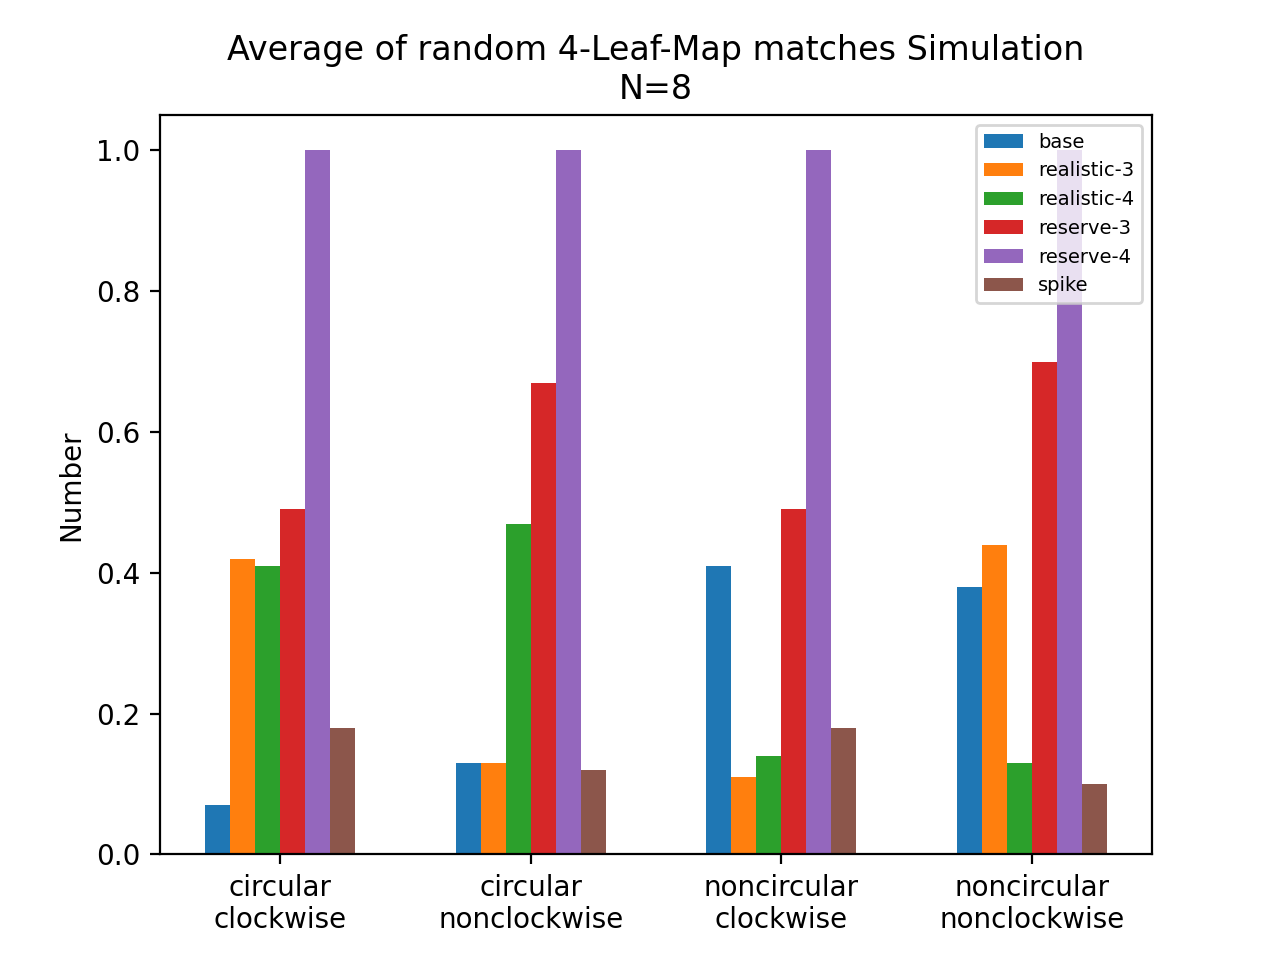 Average of random 4-Leaf-Map matches Simulation
N=8
base
realistic-3
realistic-4
reserve-3
reserve-4
spike
1.0
0.8
0.6
0.4
0.2
0.0
Number
circular
clockwise
circular
nonclockwise
noncircular
clockwise
noncircular
nonclockwise